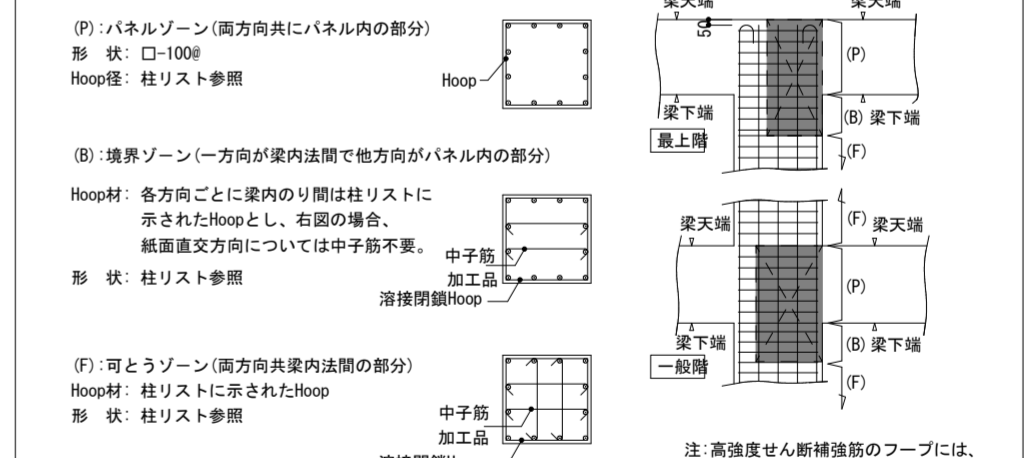 (P):パネルゾーン(両方向共にパネル内の部分)
形 状: □-100@
Hoop径: 柱リスト参照
Hoop
(B):境界ゾーン(一方向が梁内法間で他方向がパネル内の部分)
Hoop材: 各方向ごとに梁内のり間は柱リストに
示されたHoopとし、右図の場合、
紙面直交方向については中子筋不要。
形 状: 柱リスト参照
中子筋
加工品
溶接閉鎖Hoop
(F):可とうゾーン(両方向共梁内法間の部分)
Hoop材: 柱リストに示されたHoop
形 状: 柱リスト参照
中子筋
加工品
溶接閉鎖H
梁天端
梁天端
50
(P)
梁下端
(B) 梁下端
最上階
(F)
(F)
梁天端
梁天端
(P)
梁下端
(B) 梁下端
一般階
(F)
注:高強度せん断補強筋のフープには、